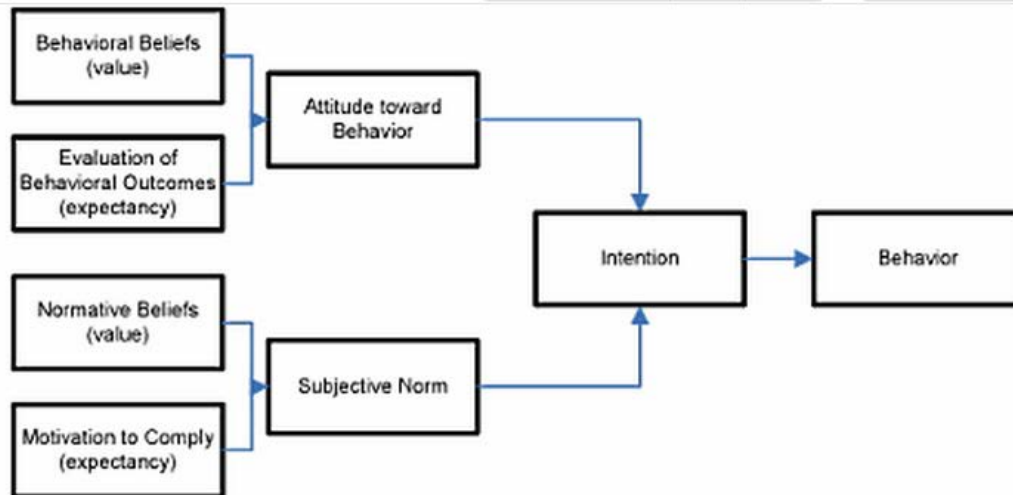 Behavioral Beliefs
(value)
Evaluation of
Behavioral Outcomes
(expectancy)
Attitude toward
Behavior
Normative Beliefs
(value)
Motivation to Comply
(expectancy)
Subjective Norm
Intention
Behavior